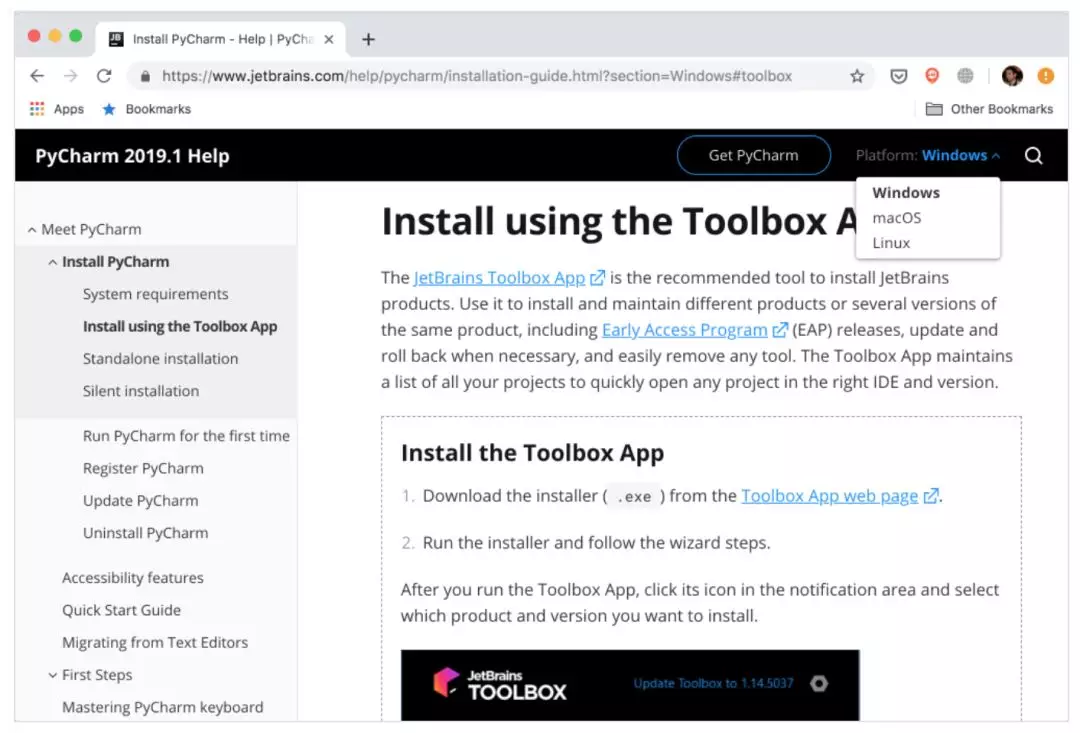 JB
Install PyCharm - Help | PyCha
https://www.jetbrains.com/help/pycharm/installation-guide.html?section=Windows#toolbox
Apps
Bookmarks
Other Bookmarks
PyCharm 2019.1 Help
Get PyCharm
Platform: Windows
Windows
macOS
Linux
Meet PyCharm
Install PyCharm
System requirements
Install using the Toolbox App
Standalone installation
Silent installation
Run PyCharm for the first time
Register PyCharm
Update PyCharm
Uninstall PyCharm
Accessibility features
Quick Start Guide
Migrating from Text Editors
First Steps
Mastering PyCharm keyboard
Install using the Toolbox A
The JetBrains Toolbox App is the recommended tool to install JetBrains
products. Use it to install and maintain different products or several versions of
the same product, including Early Access Program (EAP) releases, update and
roll back when necessary, and easily remove any tool. The Toolbox App maintains
a list of all your projects to quickly open any project in the right IDE and version.
Install the Toolbox App
1. Download the installer ( .exe ) from the Toolbox App web page.
2. Run the installer and follow the wizard steps.
After you run the Toolbox App, click its icon in the notification area and select
which product and version you want to install.
JetBrains
TOOLBOX
Update Toolbox to 1.14.5037